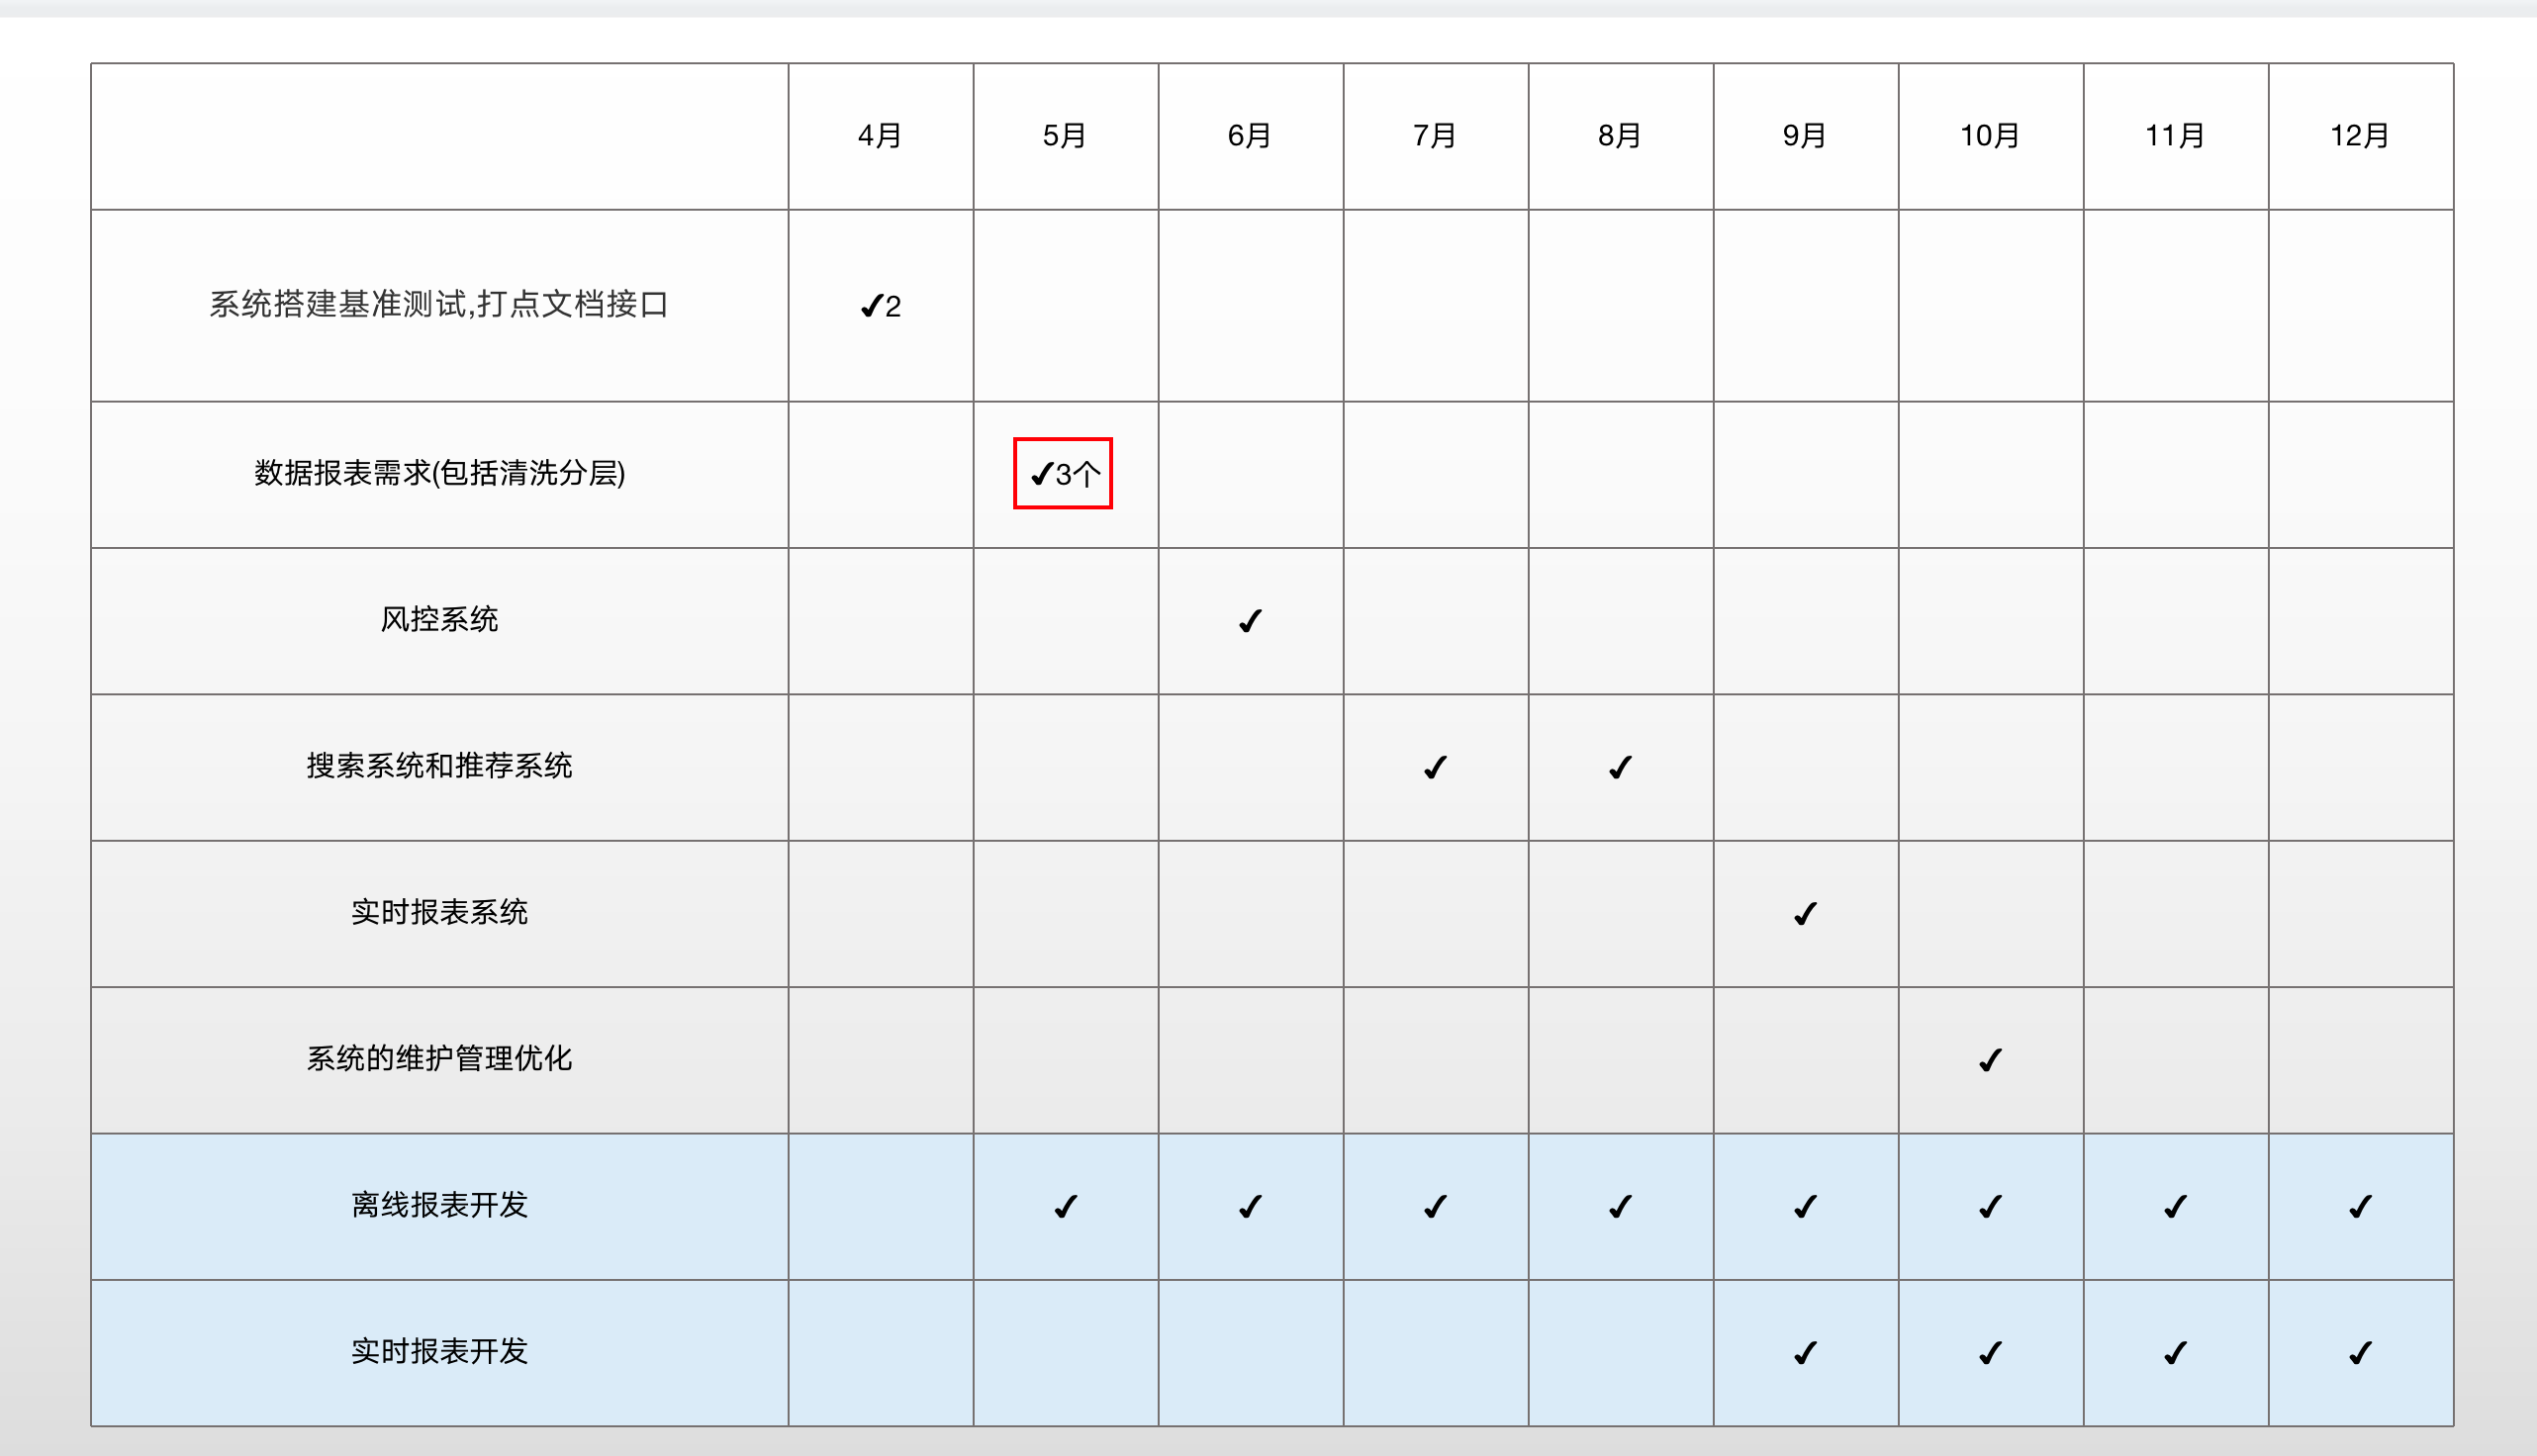 4月 5月 6月 7月 8月 9月 10月 11月 12月
系统搭建基准测试,打点文档接口 ✔2
数据报表需求(包括清洗分层) ✔3个
风控系统 ✔
搜索系统和推荐系统 ✔ ✔
实时报表系统 ✔
系统的维护管理优化 ✔
离线报表开发 ✔ ✔ ✔ ✔ ✔ ✔ ✔ ✔
实时报表开发 ✔ ✔ ✔ ✔